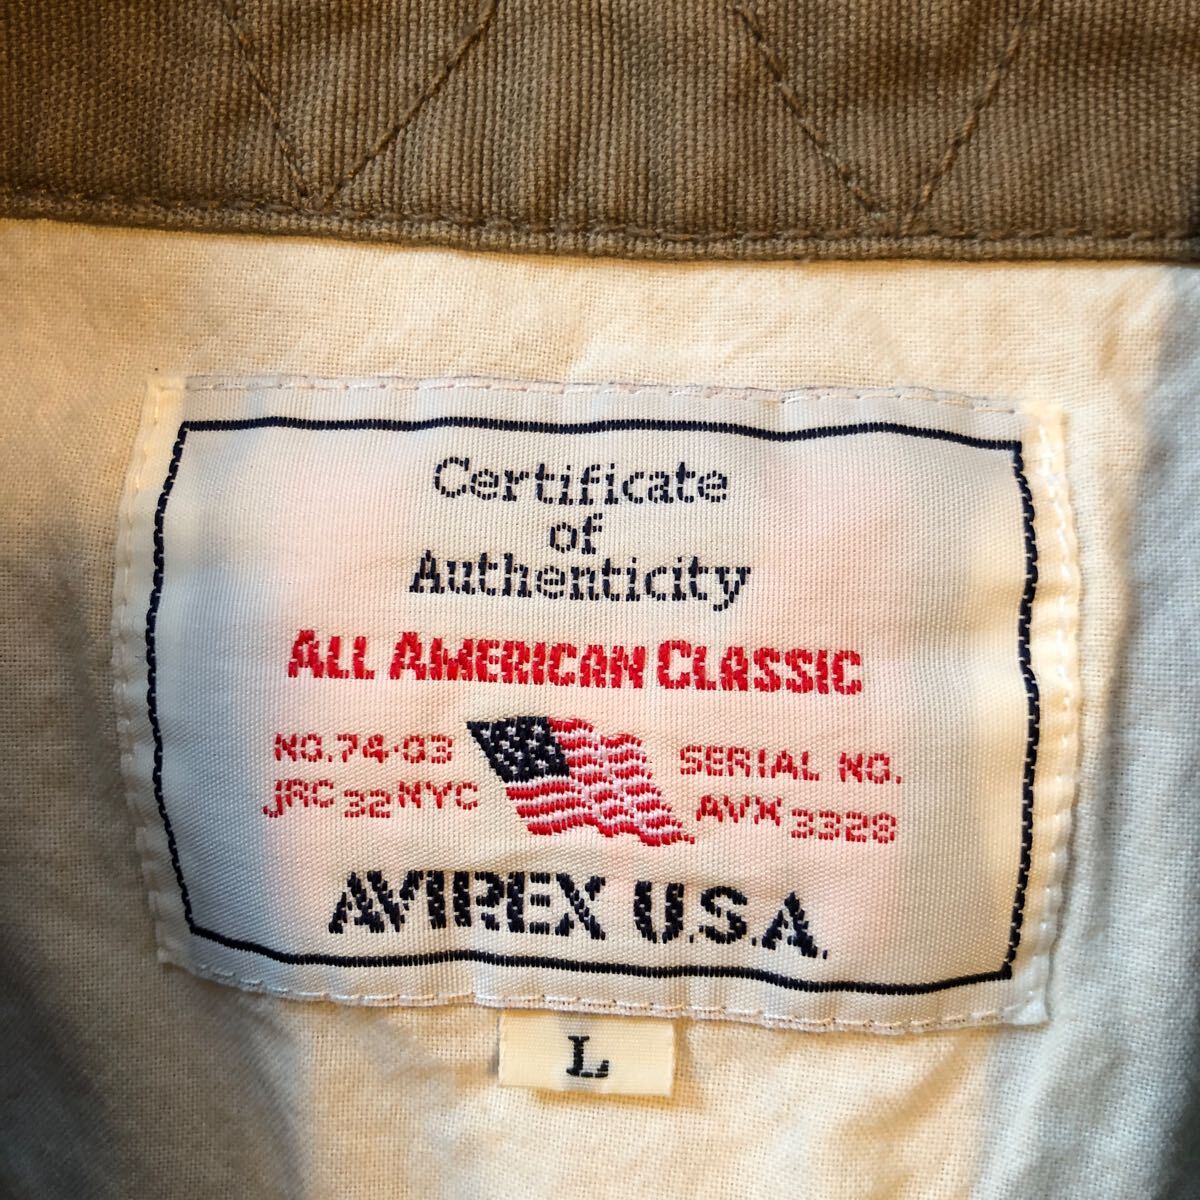 Certificate
of
Authenticity
ALL AMERICAN CLASSIC
NO.74-03
JRC 32 NYC
SERIAL NO.
AVX 3328
AVIREX U.S.A.
L